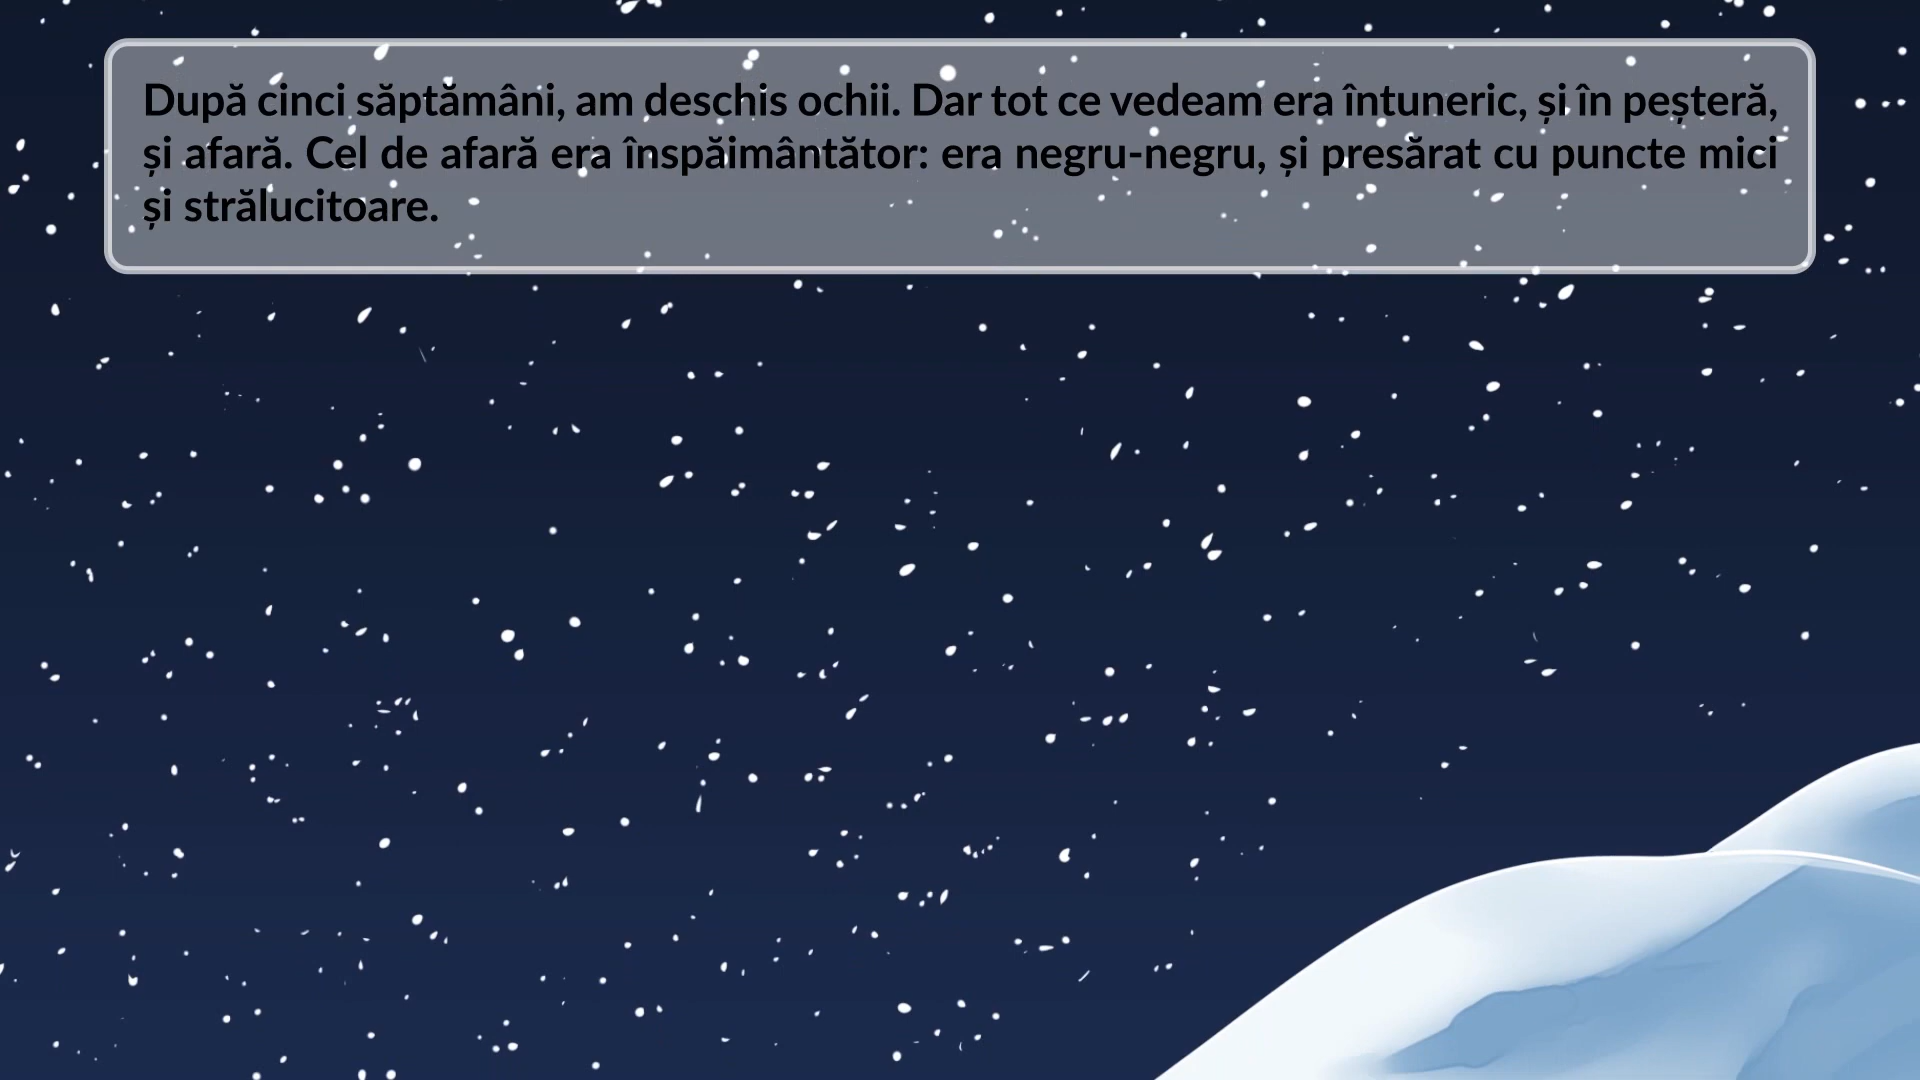 După cinci săptămâni, am deschis ochii. Dar tot ce vedeam era întuneric, și în peșteră,
și afară. Cel de afară era înspăimântător: era negru-negru, și presărat cu puncte mici
și strălucitoare.